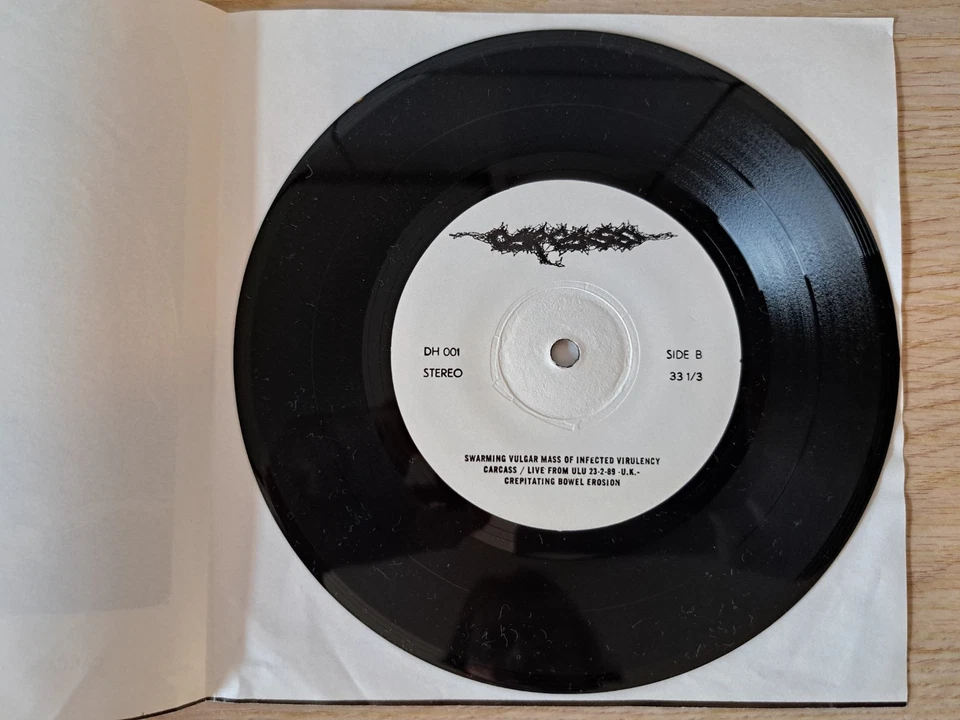 CARCASS
DH 001
STEREO
SIDE B
33 1/3
SWARMING VULGAR MASS OF INFECTED VIRULENCY
CARCASS / LIVE FROM ULU 23-2-89 -U.K.-
CREPITATING BOWEL EROSION